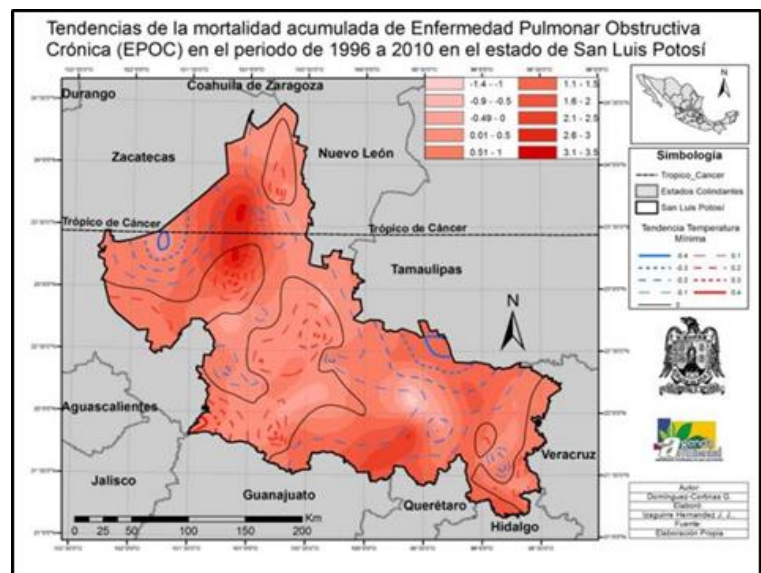 Tendencias de la mortalidad acumulada de Enfermedad Pulmonar Obstructiva
Crónica (EPOC) en el periodo de 1996 a 2010 en el estado de San Luis Potosí
Durango
Coahuila de Zaragoza
Zacatecas
Nuevo León
Trópico de Cáncer
Trópico de Cáncer
Tamaulipas
N
Aguascalientes
Jalisco
Guanajuato
Querétaro
Hidalgo
Veracruz
-1.4 - -1
-0.9 - -0.5
-0.49 - 0
0.01 - 0.5
0.51 - 1
1.1 - 1.5
1.6 - 2
2.1 - 2.5
2.6 - 3
3.1 - 3.5
N
Simbología
Tropico_Cancer
Estados Colindantes
San Luis Potosí
Tendencia Temperatura
Mínima
-0.4
-0.3
-0.2
-0.1
0
0.1
0.2
0.3
0.4
Km
0 25 50 100 150 200
Autor:
Elaboró:
Izaguirre Hernandez J. J.
Fuente:
Elaboración Propia